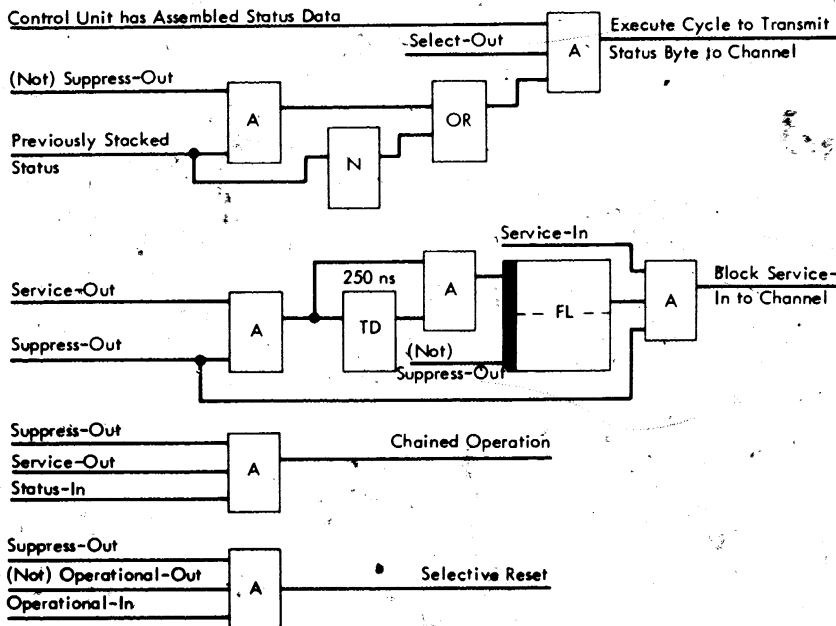 Control Unit has Assembled Status Data
Select-Out
A
Execute Cycle to Transmit
Status Byte to Channel
(Not) Suppress-Out
A
OR
Previously Stacked
Status
N
Service-In
250 ns
A
Block Service-
In to Channel
Service-Out
A
TD
FL
A
Suppress-Out
(Not)
Suppress-Out
Suppress-Out
Service-Out
Status-In
A
Chained Operation
Suppress-Out
(Not) Operational-Out
Operational-In
A
Selective Reset